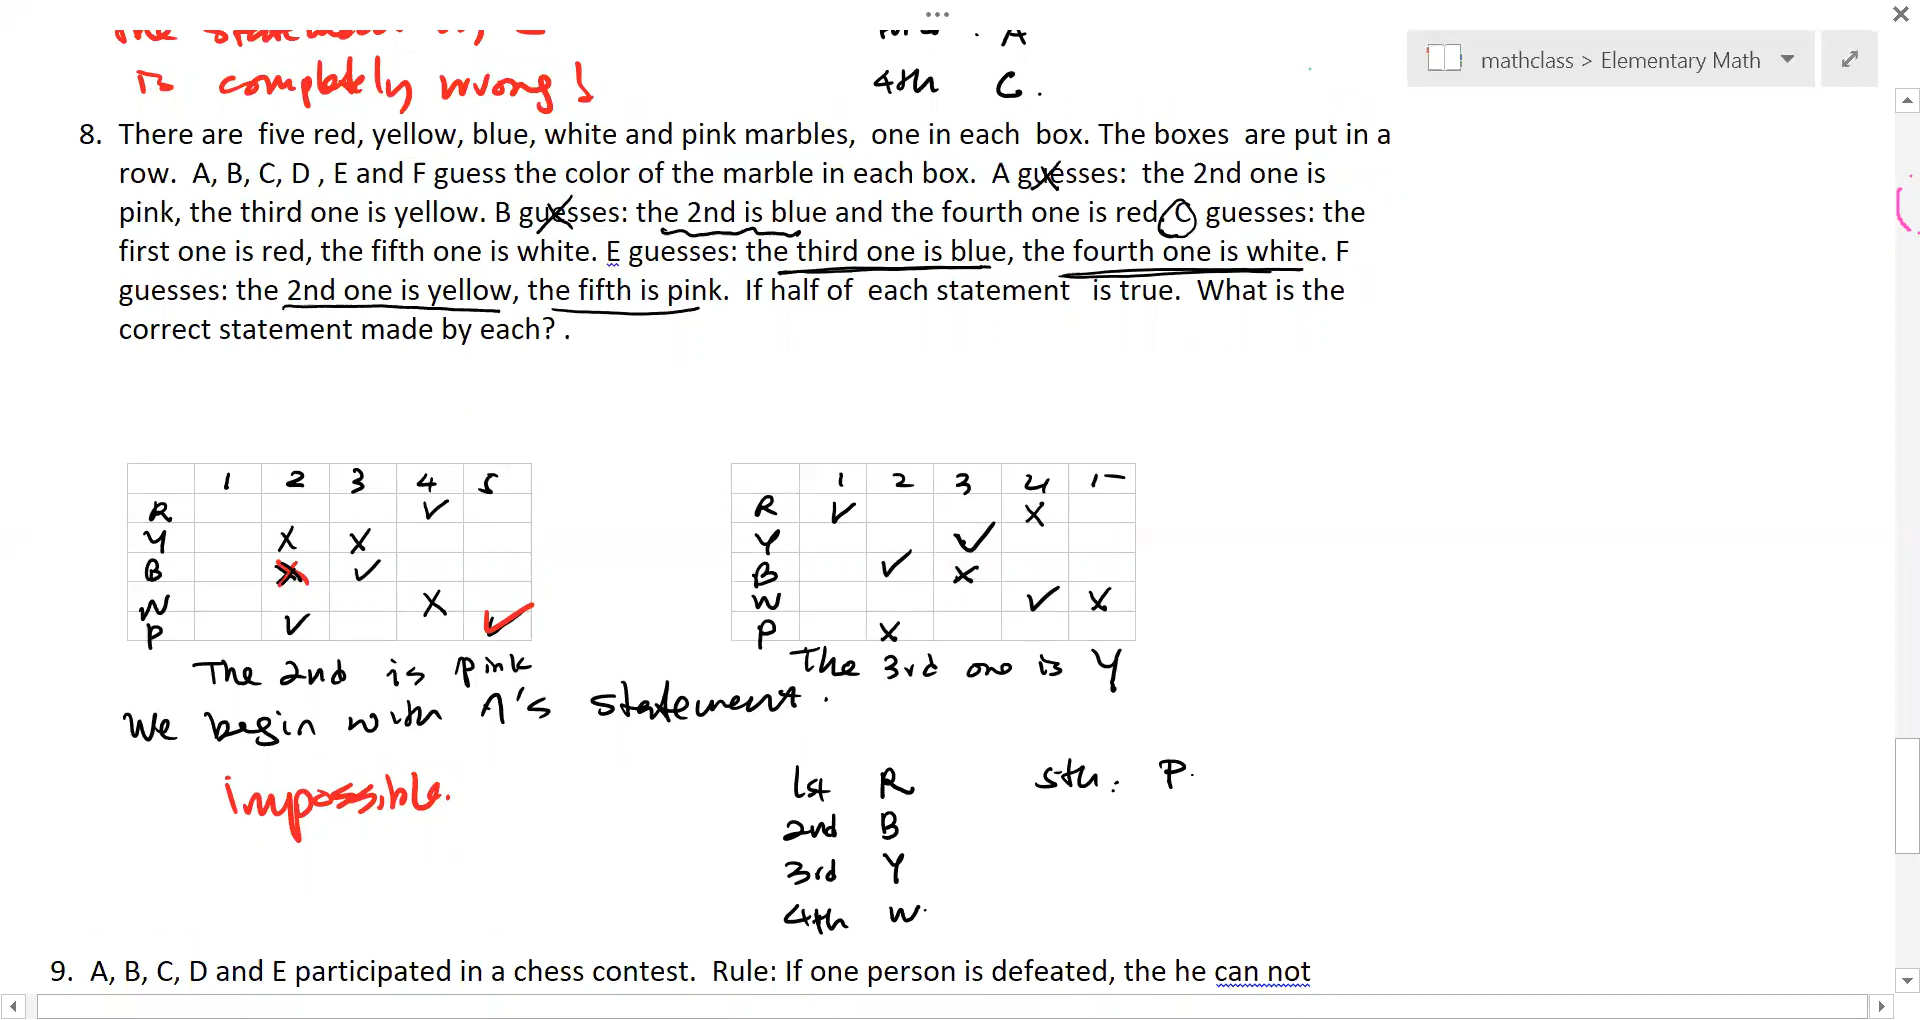 mathclass > Elementary Math
is completely wrong !
A
4th C.
8. There are five red, yellow, blue, white and pink marbles, one in each box. The boxes are put in a
row. A, B, C, D , E and F guess the color of the marble in each box. A guesses: the 2nd one is
pink, the third one is yellow. B guesses: the 2nd is blue and the fourth one is red. C guesses: the
first one is red, the fifth one is white. E guesses: the third one is blue, the fourth one is white. F
guesses: the 2nd one is yellow, the fifth is pink. If half of each statement is true. What is the
correct statement made by each? .
1 2 3 4 5
R ✓
Y X X
B X ✓
W X
P ✓ ✓
The 2nd is pink
We begin with A's statement.
impossible.
1 2 3 4 5
R ✓ X
Y ✓
B ✓ X
W ✓ X
P X
The 3rd one is Y
1st R 5th: P.
2nd B
3rd Y
4th W.
9. A, B, C, D and E participated in a chess contest. Rule: If one person is defeated, the he can not